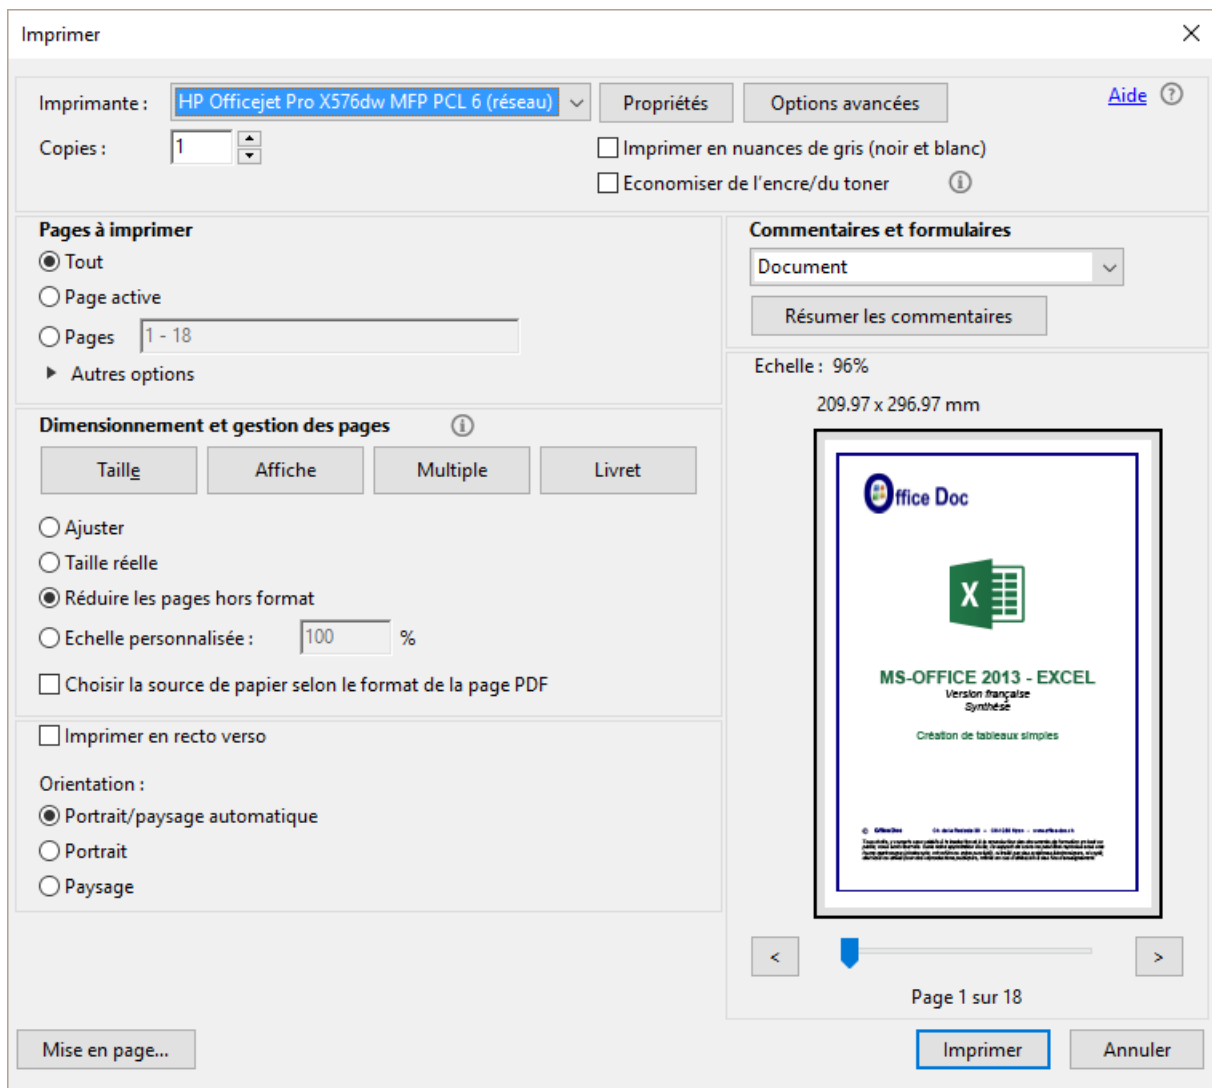 Imprimer
Imprimante : HP Officejet Pro X576dw MFP PCL 6 (réseau) Propriétés Options avancées Aide
Copies : 1
Imprimer en nuances de gris (noir et blanc)
Economiser de l'encre/du toner
Pages à imprimer
Tout
Page active
Pages 1 - 18
Autres options
Commentaires et formulaires
Document
Résumer les commentaires
Dimensionnement et gestion des pages
Taille Affiche Multiple Livret
Ajuster
Taille réelle
Réduire les pages hors format
Echelle personnalisée : 100 %
Choisir la source de papier selon le format de la page PDF
Imprimer en recto verso
Orientation :
Portrait/paysage automatique
Portrait
Paysage
Echelle : 96%
209.97 x 296.97 mm
Office Doc
X
MS-OFFICE 2013 - EXCEL
Version française
Synthèse
Création de tableaux simples
< >
Page 1 sur 18
Mise en page... Imprimer Annuler